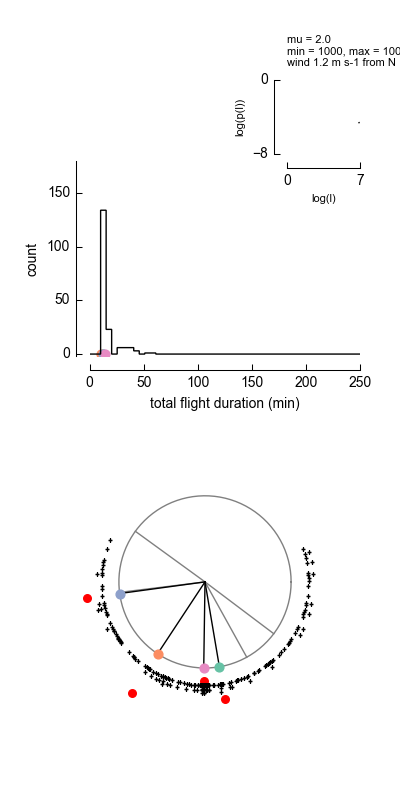 mu = 2.0
min = 1000, max = 100
wind 1.2 m s-1 from N
0
log(p(l))
−8
0
7
log(l)
150
count
100
50
0
0
50
100
150
200
250
total flight duration (min)